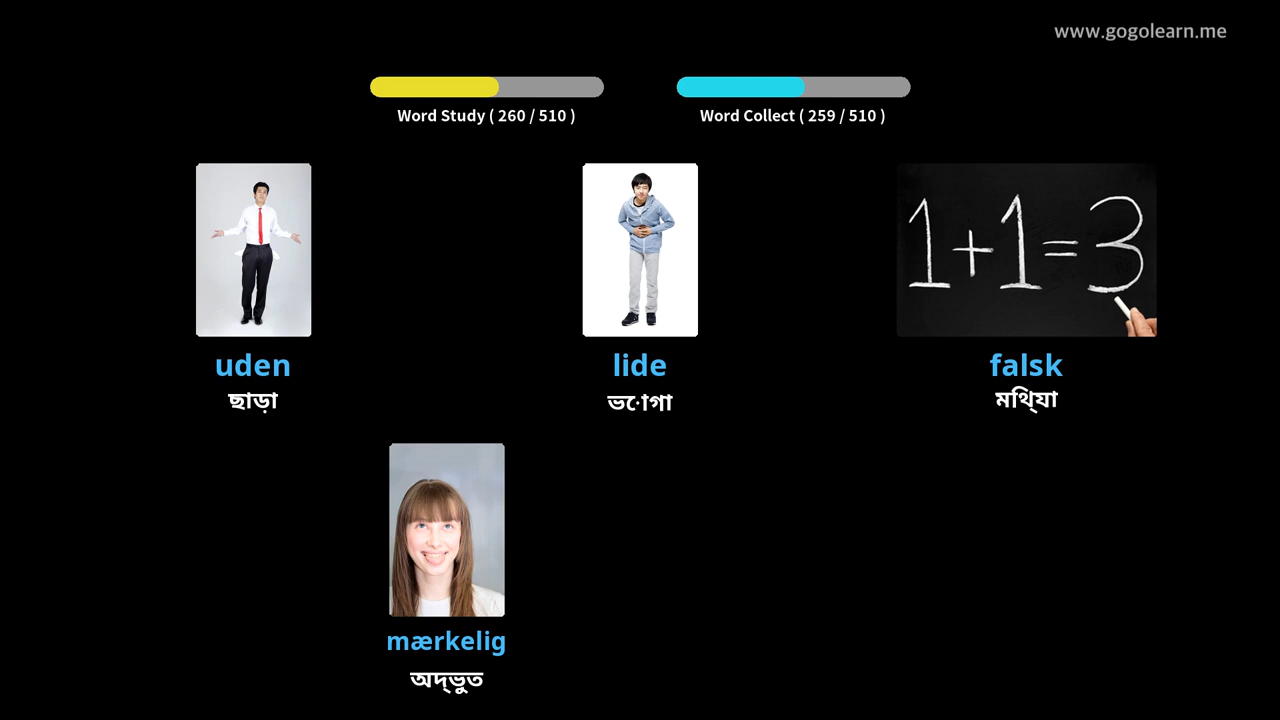 www.gogolearn.me
Word Study ( 260 / 510 )
Word Collect ( 259 / 510 )
1+1=3
uden
lide
falsk
ছাড়া
ভোগা
মিথ্যা
mærkelig
অদ্ভুত